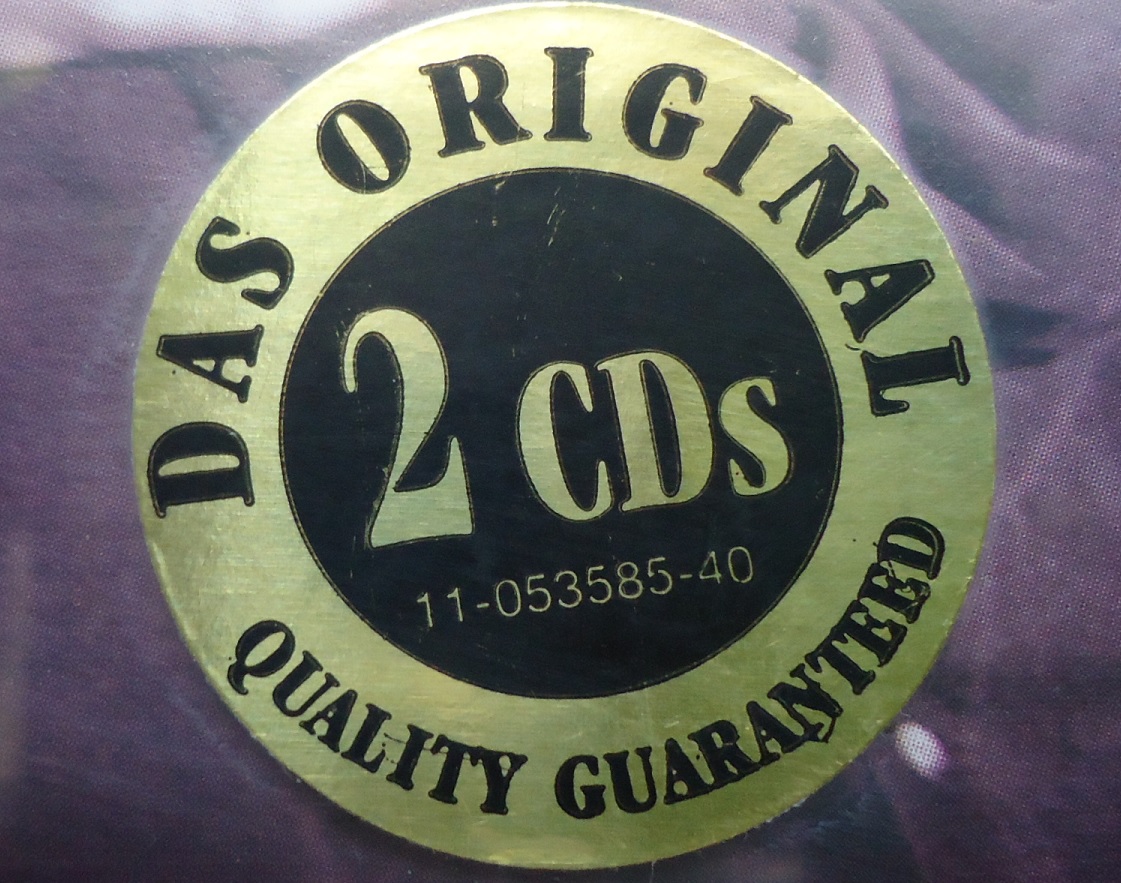 DAS ORIGINAL
2 CDs
11-053585-40
QUALITY GUARANTEED